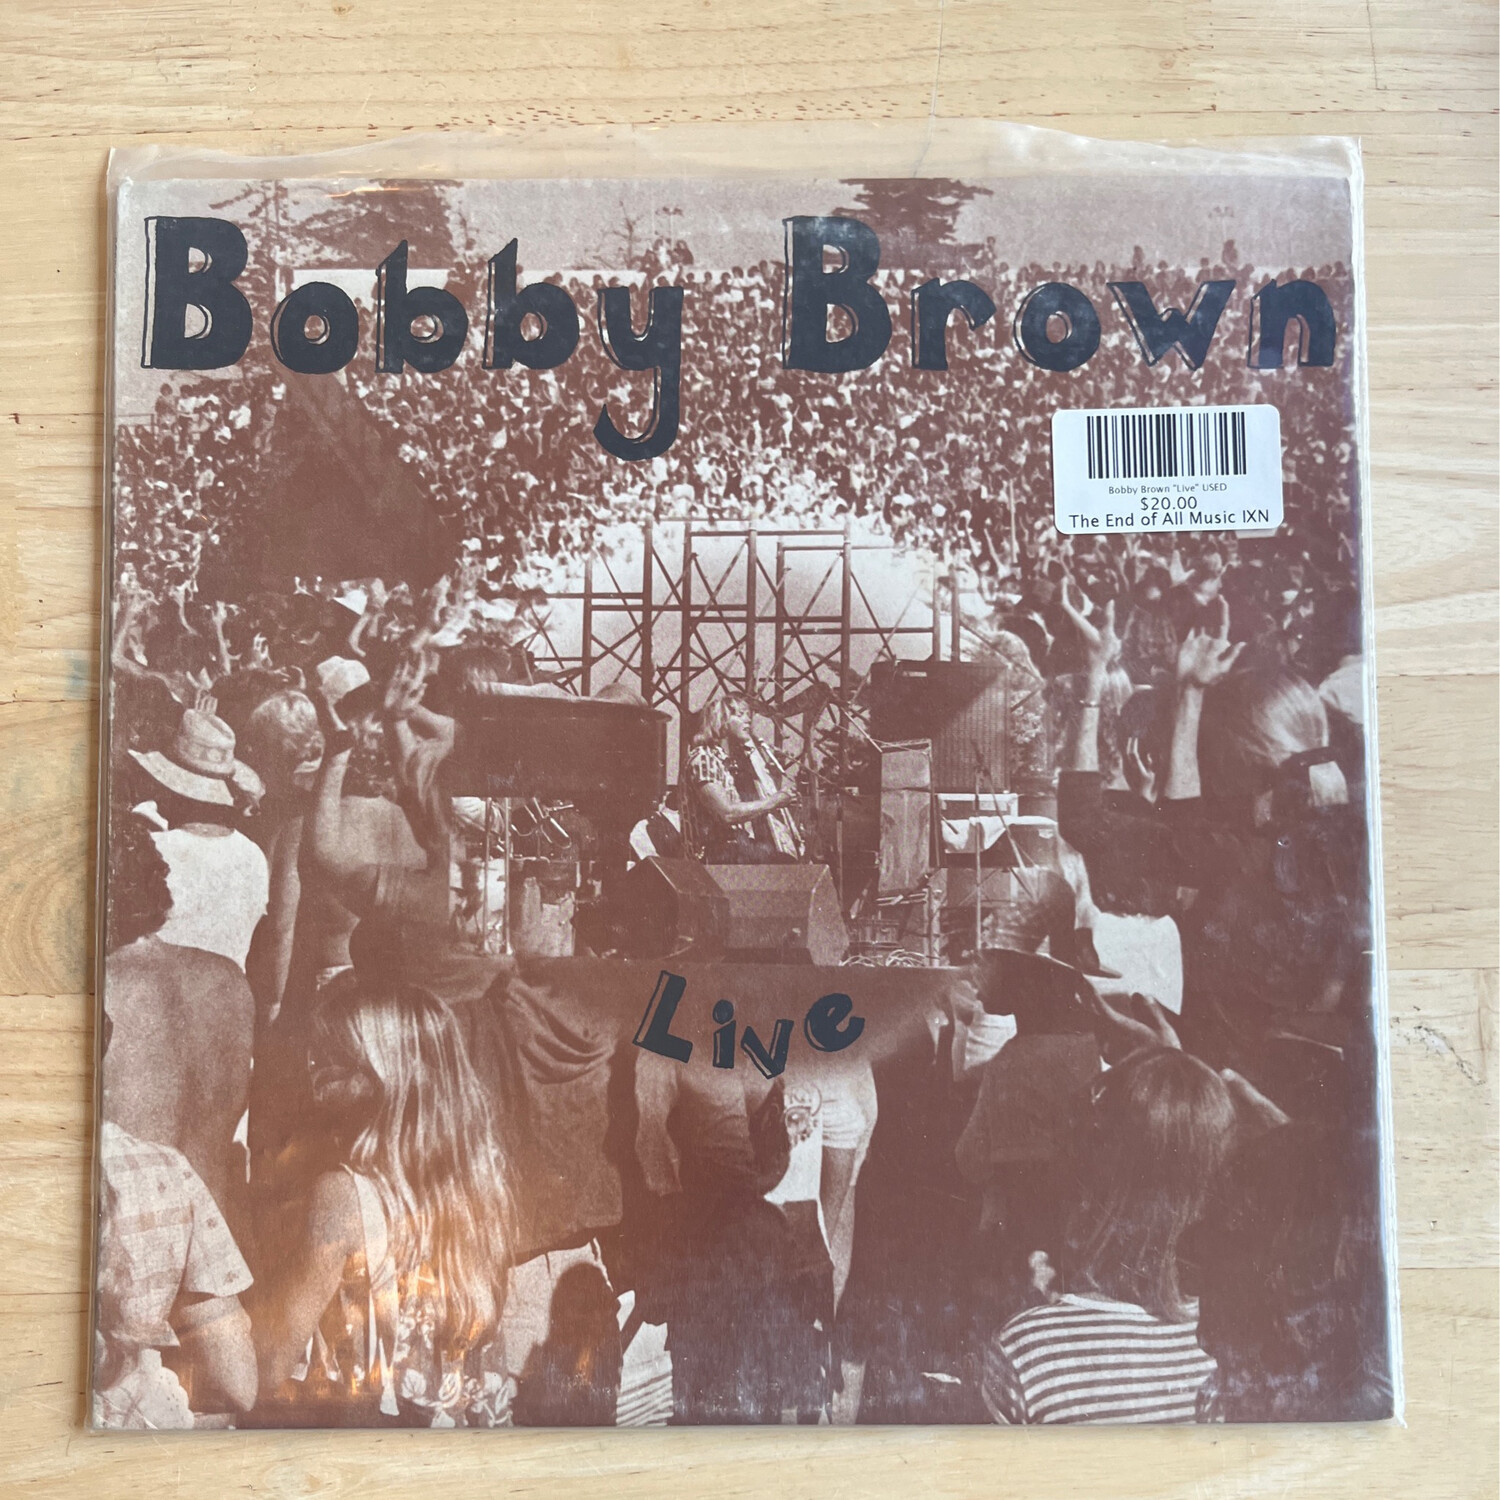 Bobby Brown
Bobby Brown "Live" USED
$20.00
The End of All Music IXN
Live